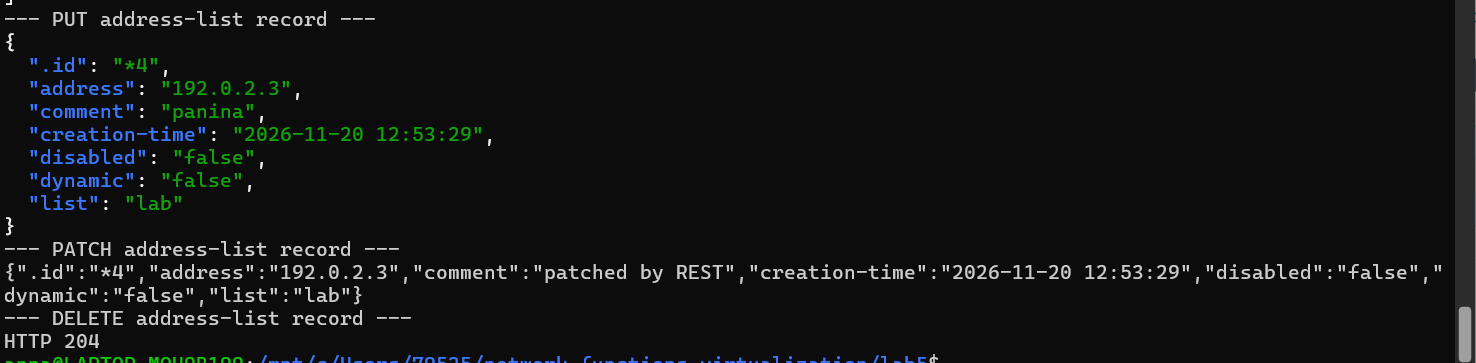 ]
--- PUT address-list record ---
{
  ".id": "*4",
  "address": "192.0.2.3",
  "comment": "panina",
  "creation-time": "2026-11-20 12:53:29",
  "disabled": "false",
  "dynamic": "false",
  "list": "lab"
}
--- PATCH address-list record ---
{".id":"*4","address":"192.0.2.3","comment":"patched by REST","creation-time":"2026-11-20 12:53:29","disabled":"false","
dynamic":"false","list":"lab"}
--- DELETE address-list record ---
HTTP 204